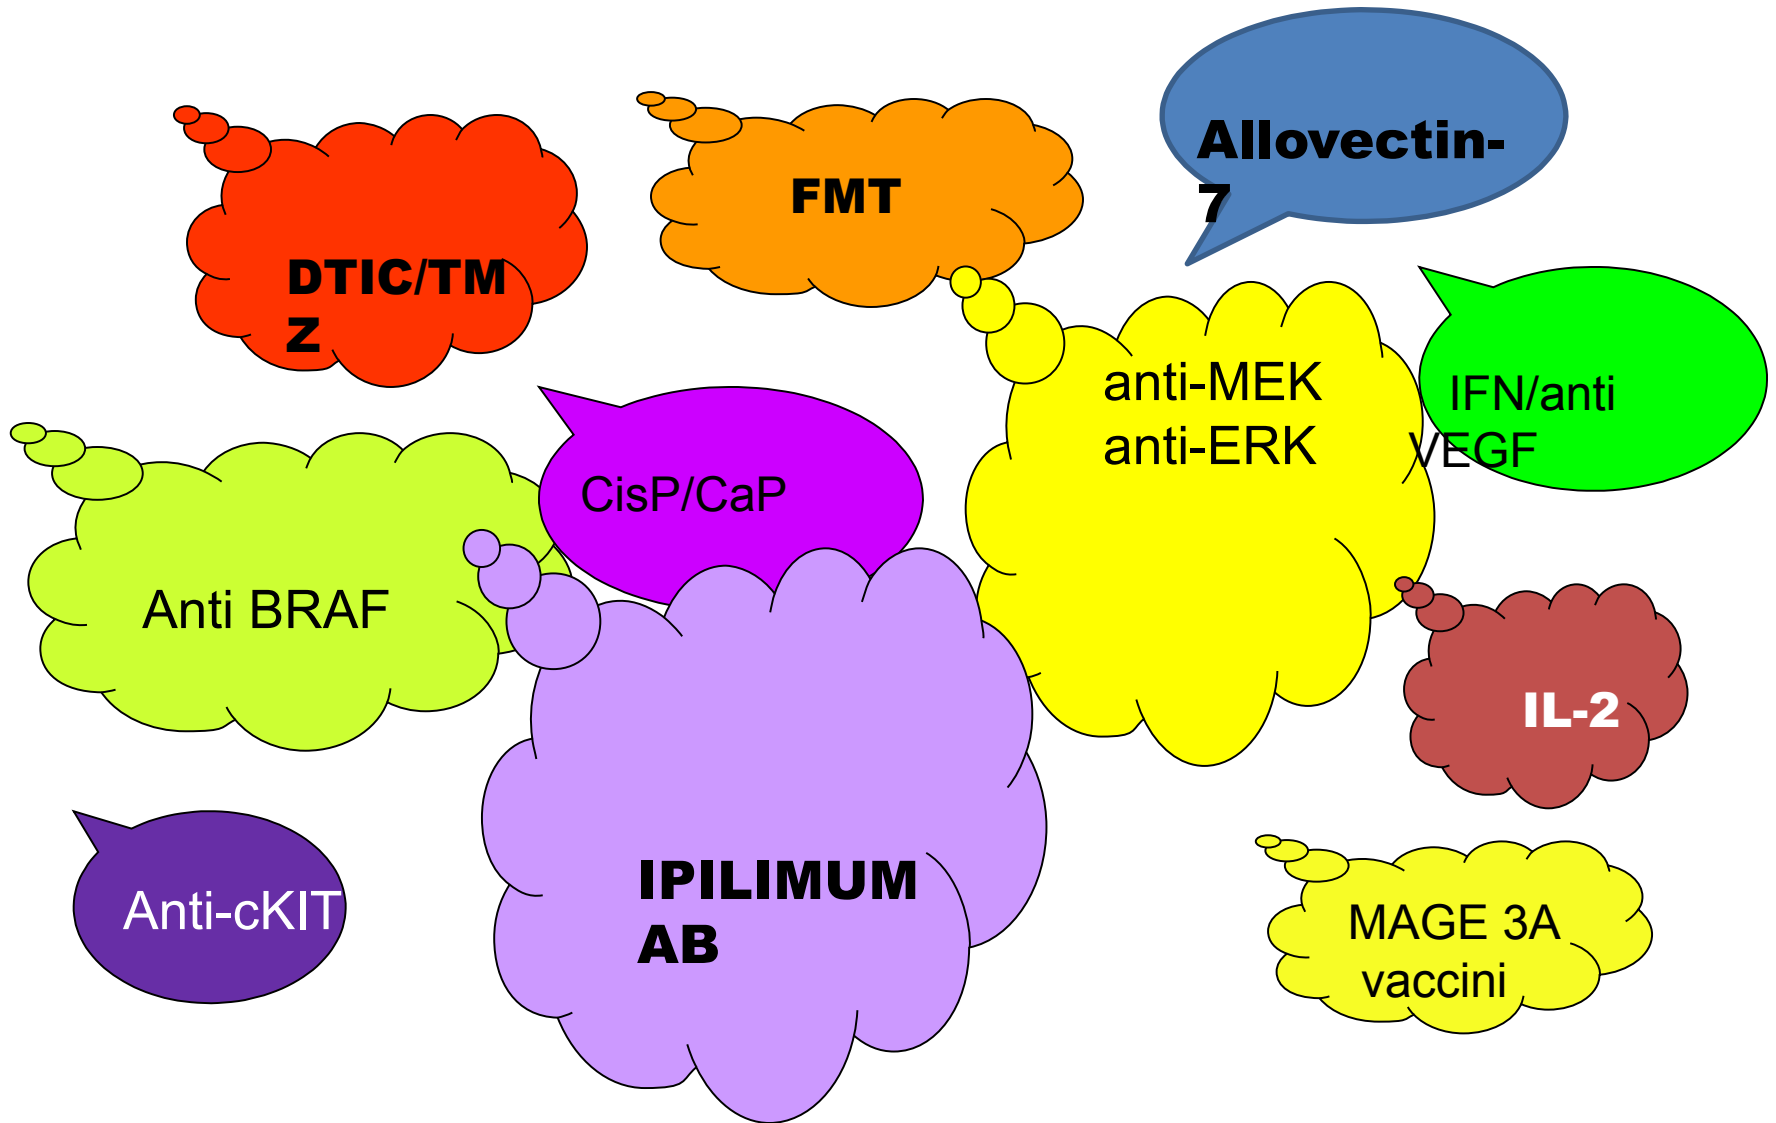 Allovectin-
7
FMT
DTIC/TM
Z
anti-MEK
anti-ERK
IFN/anti
VEGF
CisP/CaP
Anti BRAF
IL-2
IPILIMUM
AB
Anti-cKIT
MAGE 3A
vaccini